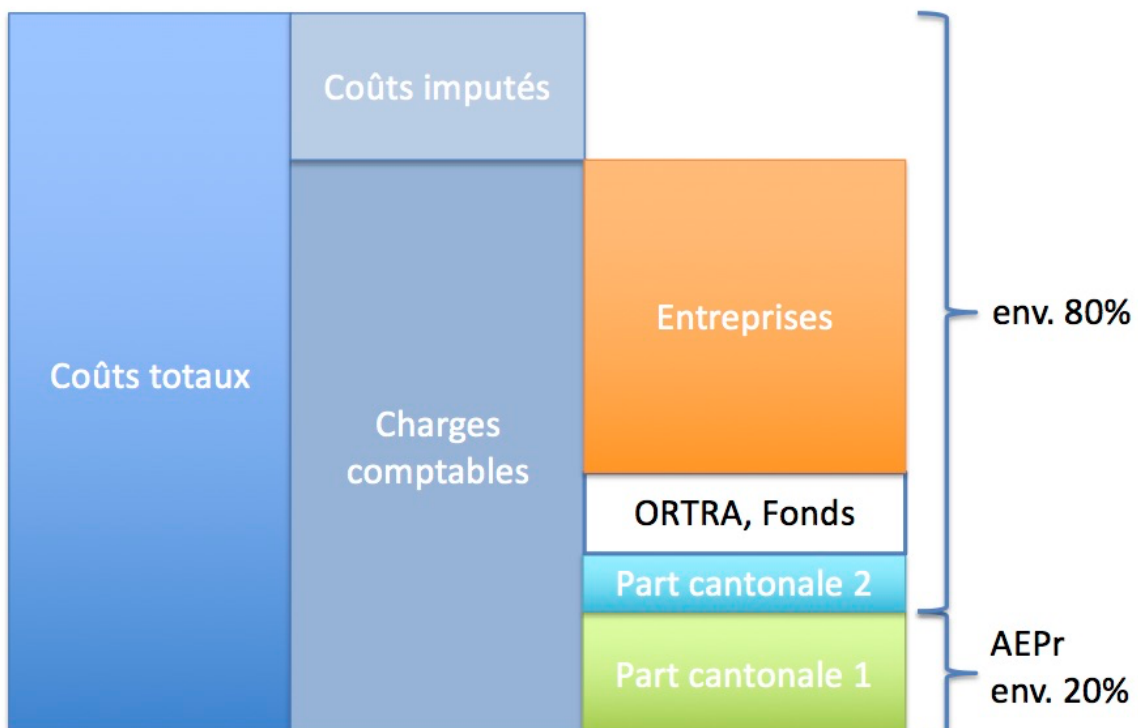 Coûts imputés
Entreprises
env. 80%
Coûts totaux
Charges
comptables
ORTRA, Fonds
Part cantonale 2
Part cantonale 1
AEPr
env. 20%